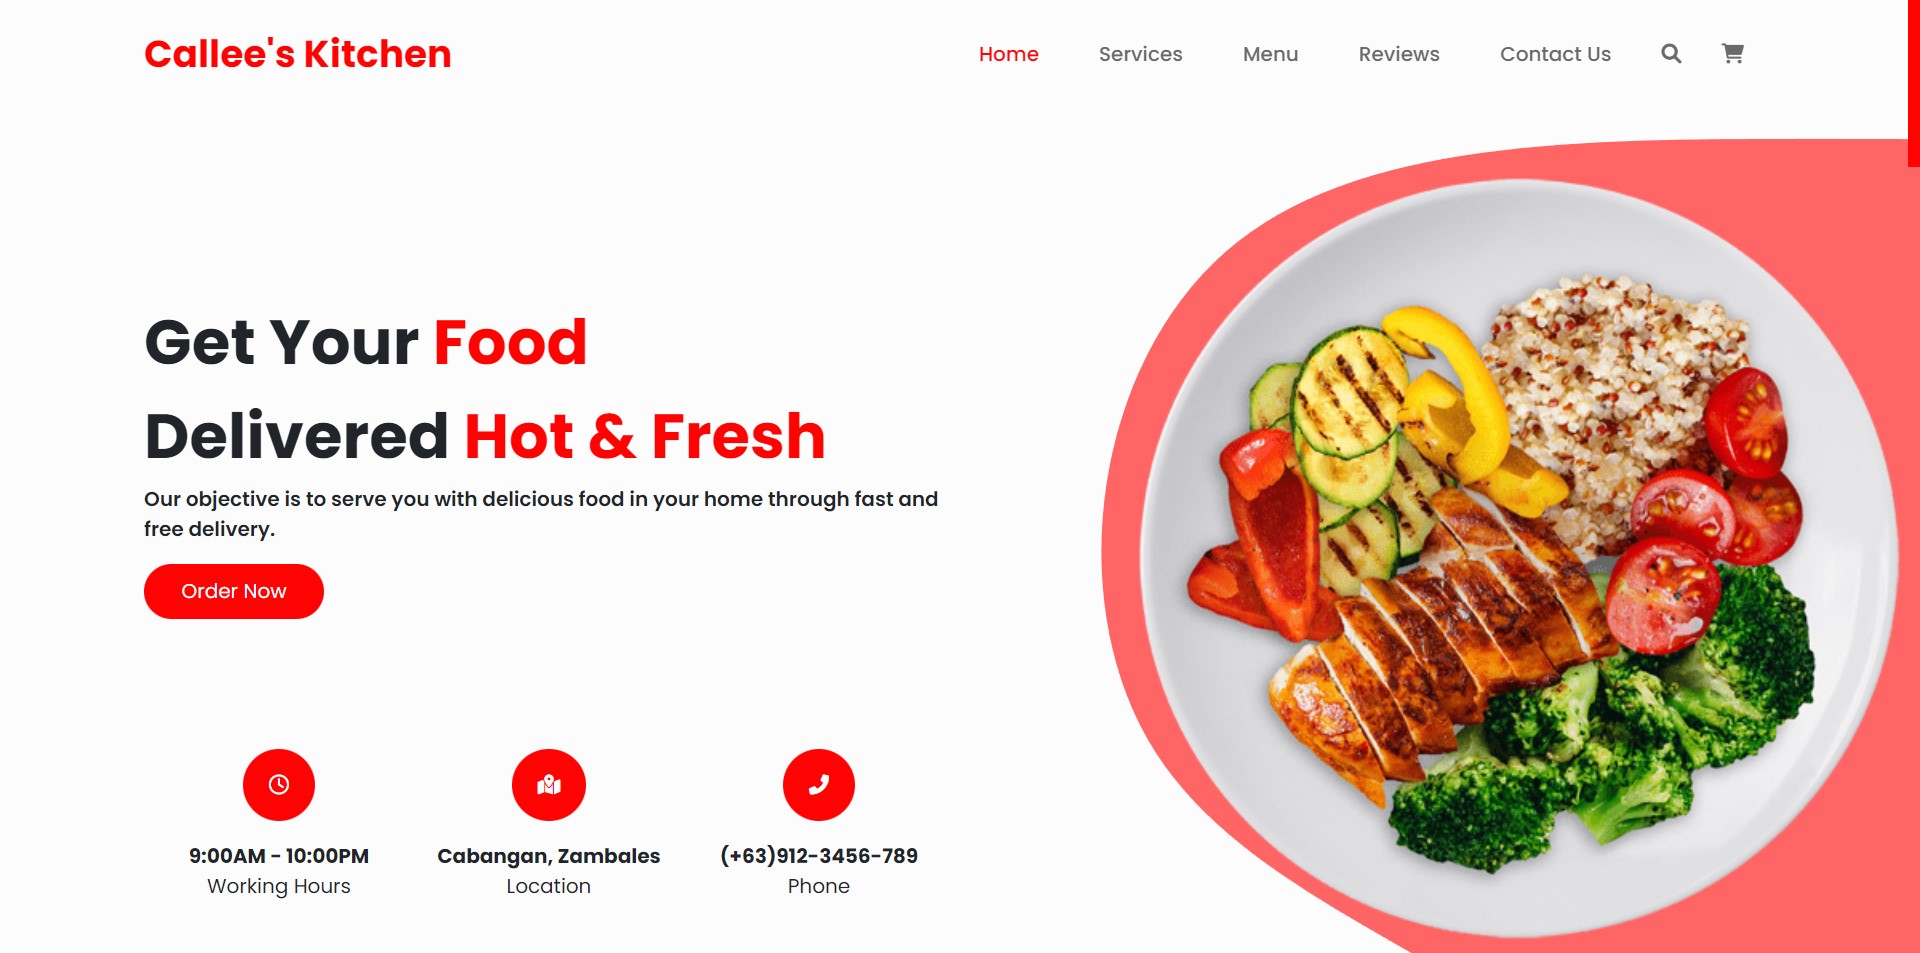 Callee's Kitchen
Home Services Menu Reviews Contact Us
Get Your Food
Delivered Hot & Fresh
Our objective is to serve you with delicious food in your home through fast and
free delivery.
Order Now
9:00AM - 10:00PM
Working Hours
Cabangan, Zambales
Location
(+63)912-3456-789
Phone